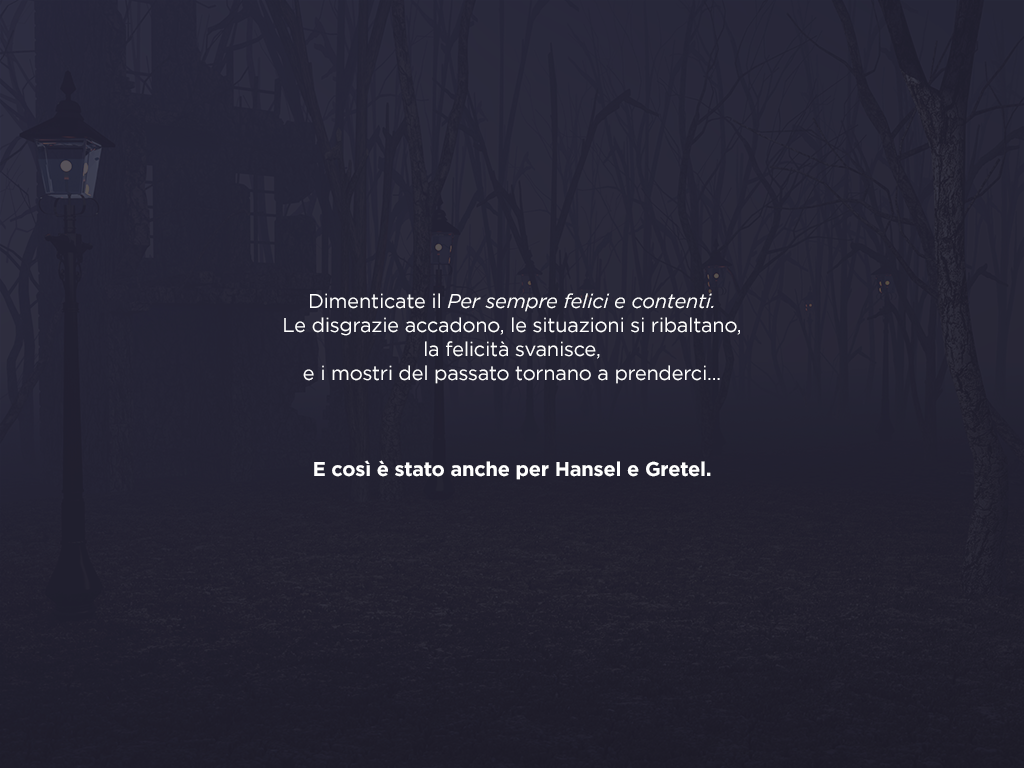 Dimenticate il Per sempre felici e contenti.
Le disgrazie accadono, le situazioni si ribaltano,
la felicità svanisce,
e i mostri del passato tornano a prenderci...
E così è stato anche per Hansel e Gretel.